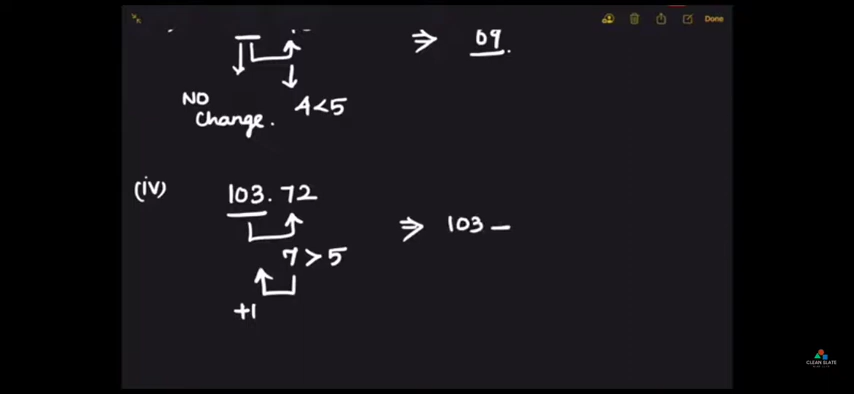 Done
⇒ 09.
NO
Change.
4<5
(iv)
103.72
⇒ 103 –
7 > 5
+1
CLEAN SLATE